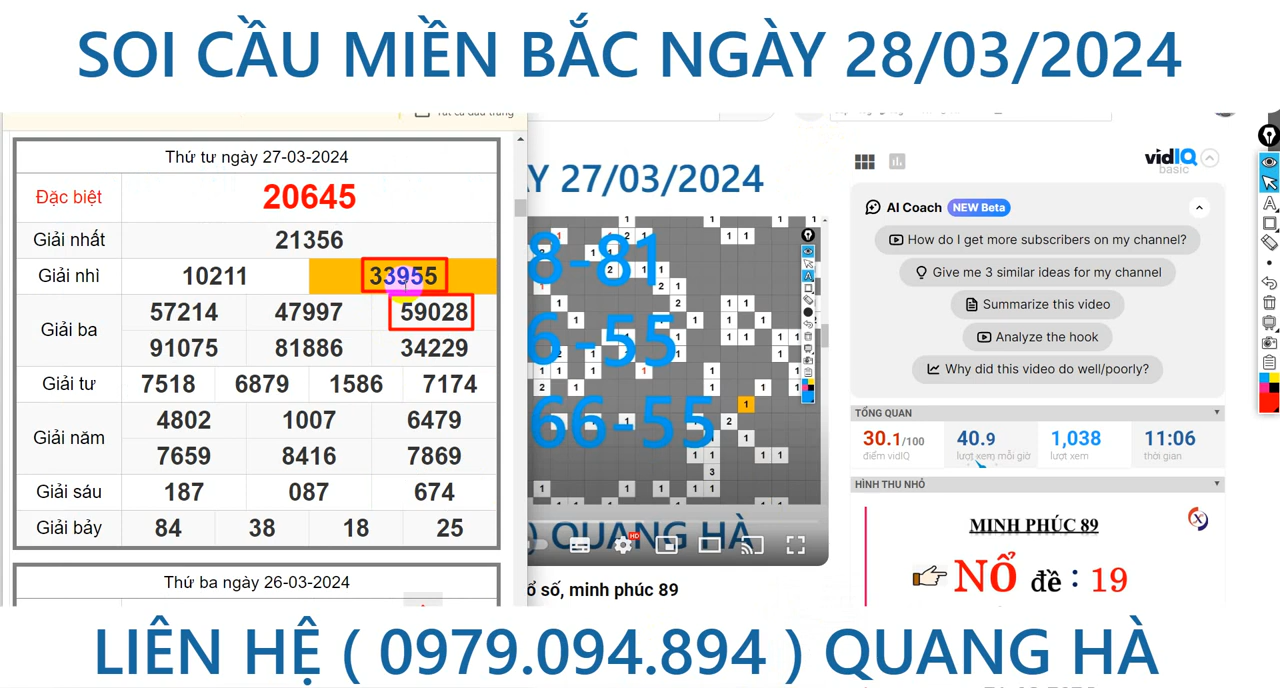 SOI CẦU MIỀN BẮC NGÀY 28/03/2024
Thứ tư ngày 27-03-2024
Đặc biệt 20645
Giải nhất 21356
Giải nhì 10211 33955
Giải ba 57214 47997 59028
91075 81886 34229
Giải tư 7518 6879 1586 7174
Giải năm 4802 1007 6479
7659 8416 7869
Giải sáu 187 087 674
Giải bảy 84 38 18 25
Thứ ba ngày 26-03-2024
Y 27/03/2024
8-81
6-55
66-55
) QUANG HÀ
HD
ổ số, minh phúc 89
vidIQ
basic
AI Coach NEW Beta
How do I get more subscribers on my channel?
Give me 3 similar ideas for my channel
Summarize this video
Analyze the hook
Why did this video do well/poorly?
TỔNG QUAN
30.1/100 40.9 1,038 11:06
điểm vidIQ lượt xem mỗi giờ lượt xem thời gian
HÌNH THU NHỎ
MINH PHÚC 89
NỔ đề : 19
LIÊN HỆ ( 0979.094.894 ) QUANG HÀ